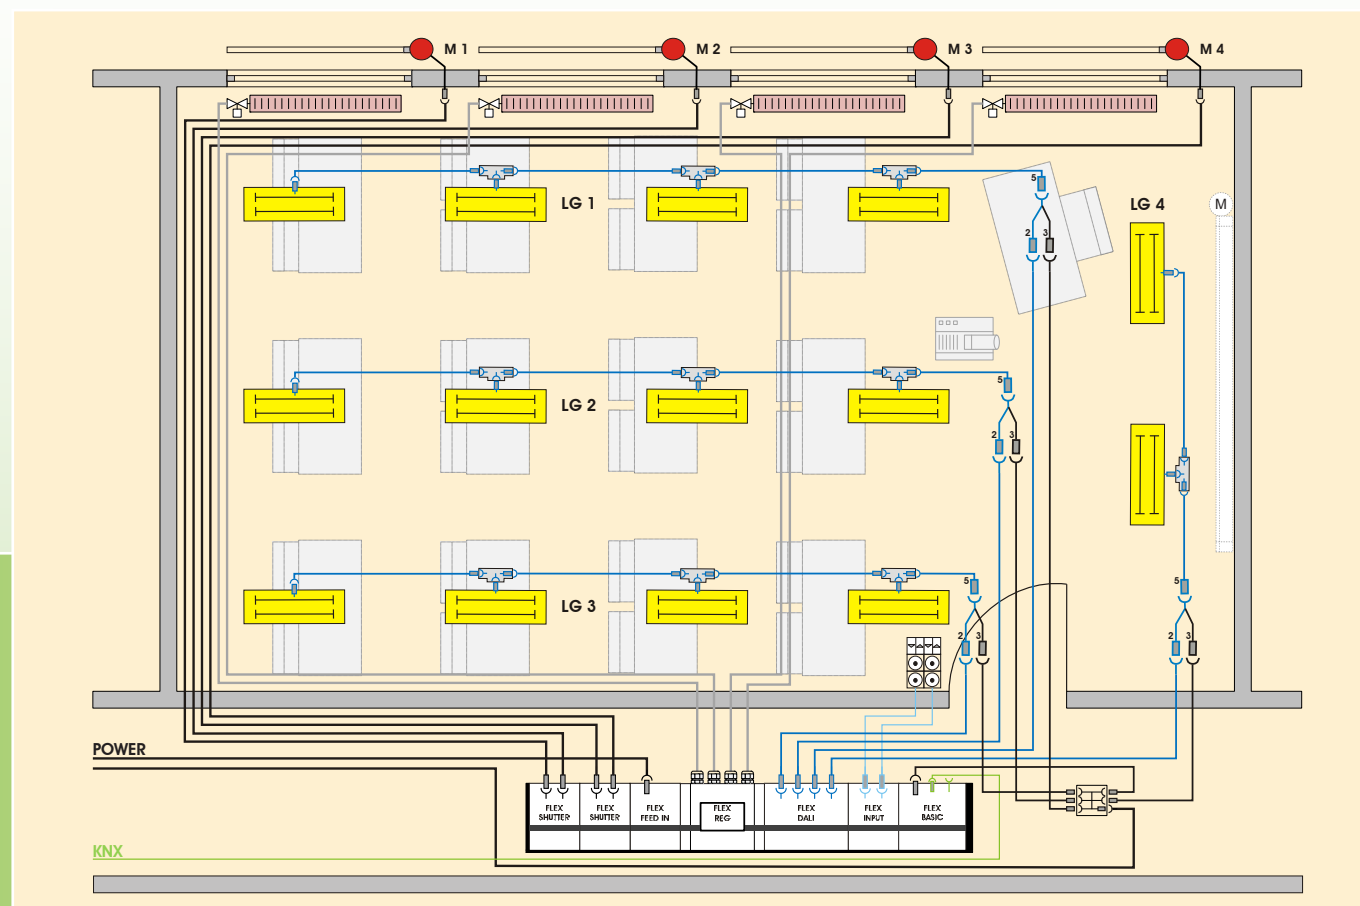 M 1
M 2
M 3
M 4
5
LG 1
LG 4
M
2 3
5
LG 2
2 3
5
5
LG 3
2 3
2 3
POWER
FLEX SHUTTER
FLEX SHUTTER
FLEX FEED IN
FLEX REG
FLEX DALI
FLEX INPUT
FLEX BASIC
KNX